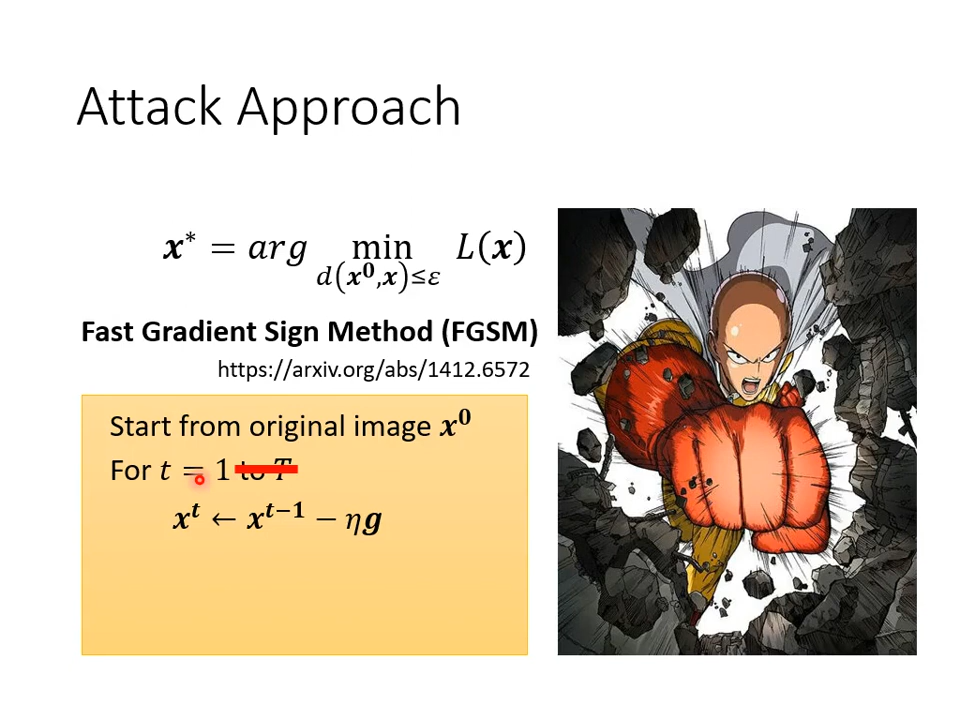 Attack Approach
𝒙* = arg min L(𝒙)
d(𝒙⁰,𝒙)≤ε
Fast Gradient Sign Method (FGSM)
https://arxiv.org/abs/1412.6572
Start from original image 𝒙⁰
For t = 1 to T
𝒙ᵗ ← 𝒙ᵗ⁻¹ − η𝒈